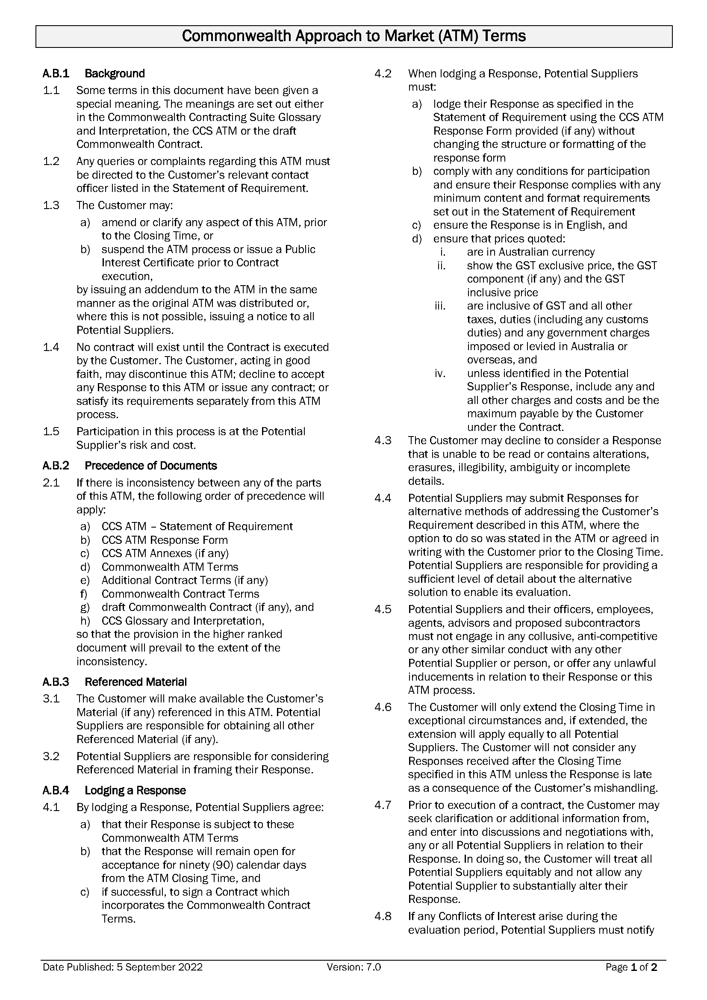 Commonwealth Approach to Market (ATM) Terms
A.B.1 Background
1.1 Some terms in this document have been given a
special meaning. The meanings are set out either
in the Commonwealth Contracting Suite Glossary
and Interpretation, the CCS ATM or the draft
Commonwealth Contract.
1.2 Any queries or complaints regarding this ATM must
be directed to the Customer’s relevant contact
officer listed in the Statement of Requirement.
1.3 The Customer may:
a) amend or clarify any aspect of this ATM, prior
to the Closing Time, or
b) suspend the ATM process or issue a Public
Interest Certificate prior to Contract
execution,
by issuing an addendum to the ATM in the same
manner as the original ATM was distributed or,
where this is not possible, issuing a notice to all
Potential Suppliers.
1.4 No contract will exist until the Contract is executed
by the Customer. The Customer, acting in good
faith, may discontinue this ATM; decline to accept
any Response to this ATM or issue any contract; or
satisfy its requirements separately from this ATM
process.
1.5 Participation in this process is at the Potential
Supplier’s risk and cost.
A.B.2 Precedence of Documents
2.1 If there is inconsistency between any of the parts
of this ATM, the following order of precedence will
apply:
a) CCS ATM – Statement of Requirement
b) CCS ATM Response Form
c) CCS ATM Annexes (if any)
d) Commonwealth ATM Terms
e) Additional Contract Terms (if any)
f) Commonwealth Contract Terms
g) draft Commonwealth Contract (if any), and
h) CCS Glossary and Interpretation,
so that the provision in the higher ranked
document will prevail to the extent of the
inconsistency.
A.B.3 Referenced Material
3.1 The Customer will make available the Customer’s
Material (if any) referenced in this ATM. Potential
Suppliers are responsible for obtaining all other
Referenced Material (if any).
3.2 Potential Suppliers are responsible for considering
Referenced Material in framing their Response.
A.B.4 Lodging a Response
4.1 By lodging a Response, Potential Suppliers agree:
a) that their Response is subject to these
Commonwealth ATM Terms
b) that the Response will remain open for
acceptance for ninety (90) calendar days
from the ATM Closing Time, and
c) if successful, to sign a Contract which
incorporates the Commonwealth Contract
Terms.
4.2 When lodging a Response, Potential Suppliers
must:
a) lodge their Response as specified in the
Statement of Requirement using the CCS ATM
Response Form provided (if any) without
changing the structure or formatting of the
response form
b) comply with any conditions for participation
and ensure their Response complies with any
minimum content and format requirements
set out in the Statement of Requirement
c) ensure the Response is in English, and
d) ensure that prices quoted:
i. are in Australian currency
ii. show the GST exclusive price, the GST
component (if any) and the GST
inclusive price
iii. are inclusive of GST and all other
taxes, duties (including any customs
duties) and any government charges
imposed or levied in Australia or
overseas, and
iv. unless identified in the Potential
Supplier’s Response, include any and
all other charges and costs and be the
maximum payable by the Customer
under the Contract.
4.3 The Customer may decline to consider a Response
that is unable to be read or contains alterations,
erasures, illegibility, ambiguity or incomplete
details.
4.4 Potential Suppliers may submit Responses for
alternative methods of addressing the Customer’s
Requirement described in this ATM, where the
option to do so was stated in the ATM or agreed in
writing with the Customer prior to the Closing Time.
Potential Suppliers are responsible for providing a
sufficient level of detail about the alternative
solution to enable its evaluation.
4.5 Potential Suppliers and their officers, employees,
agents, advisors and proposed subcontractors
must not engage in any collusive, anti-competitive
or any other similar conduct with any other
Potential Supplier or person, or offer any unlawful
inducements in relation to their Response or this
ATM process.
4.6 The Customer will only extend the Closing Time in
exceptional circumstances and, if extended, the
extension will apply equally to all Potential
Suppliers. The Customer will not consider any
Responses received after the Closing Time
specified in this ATM unless the Response is late
as a consequence of the Customer’s mishandling.
4.7 Prior to execution of a contract, the Customer may
seek clarification or additional information from,
and enter into discussions and negotiations with,
any or all Potential Suppliers in relation to their
Response. In doing so, the Customer will treat all
Potential Suppliers equitably and not allow any
Potential Supplier to substantially alter their
Response.
4.8 If any Conflicts of Interest arise during the
evaluation period, Potential Suppliers must notify
Date Published: 5 September 2022 Version: 7.0 Page 1 of 2